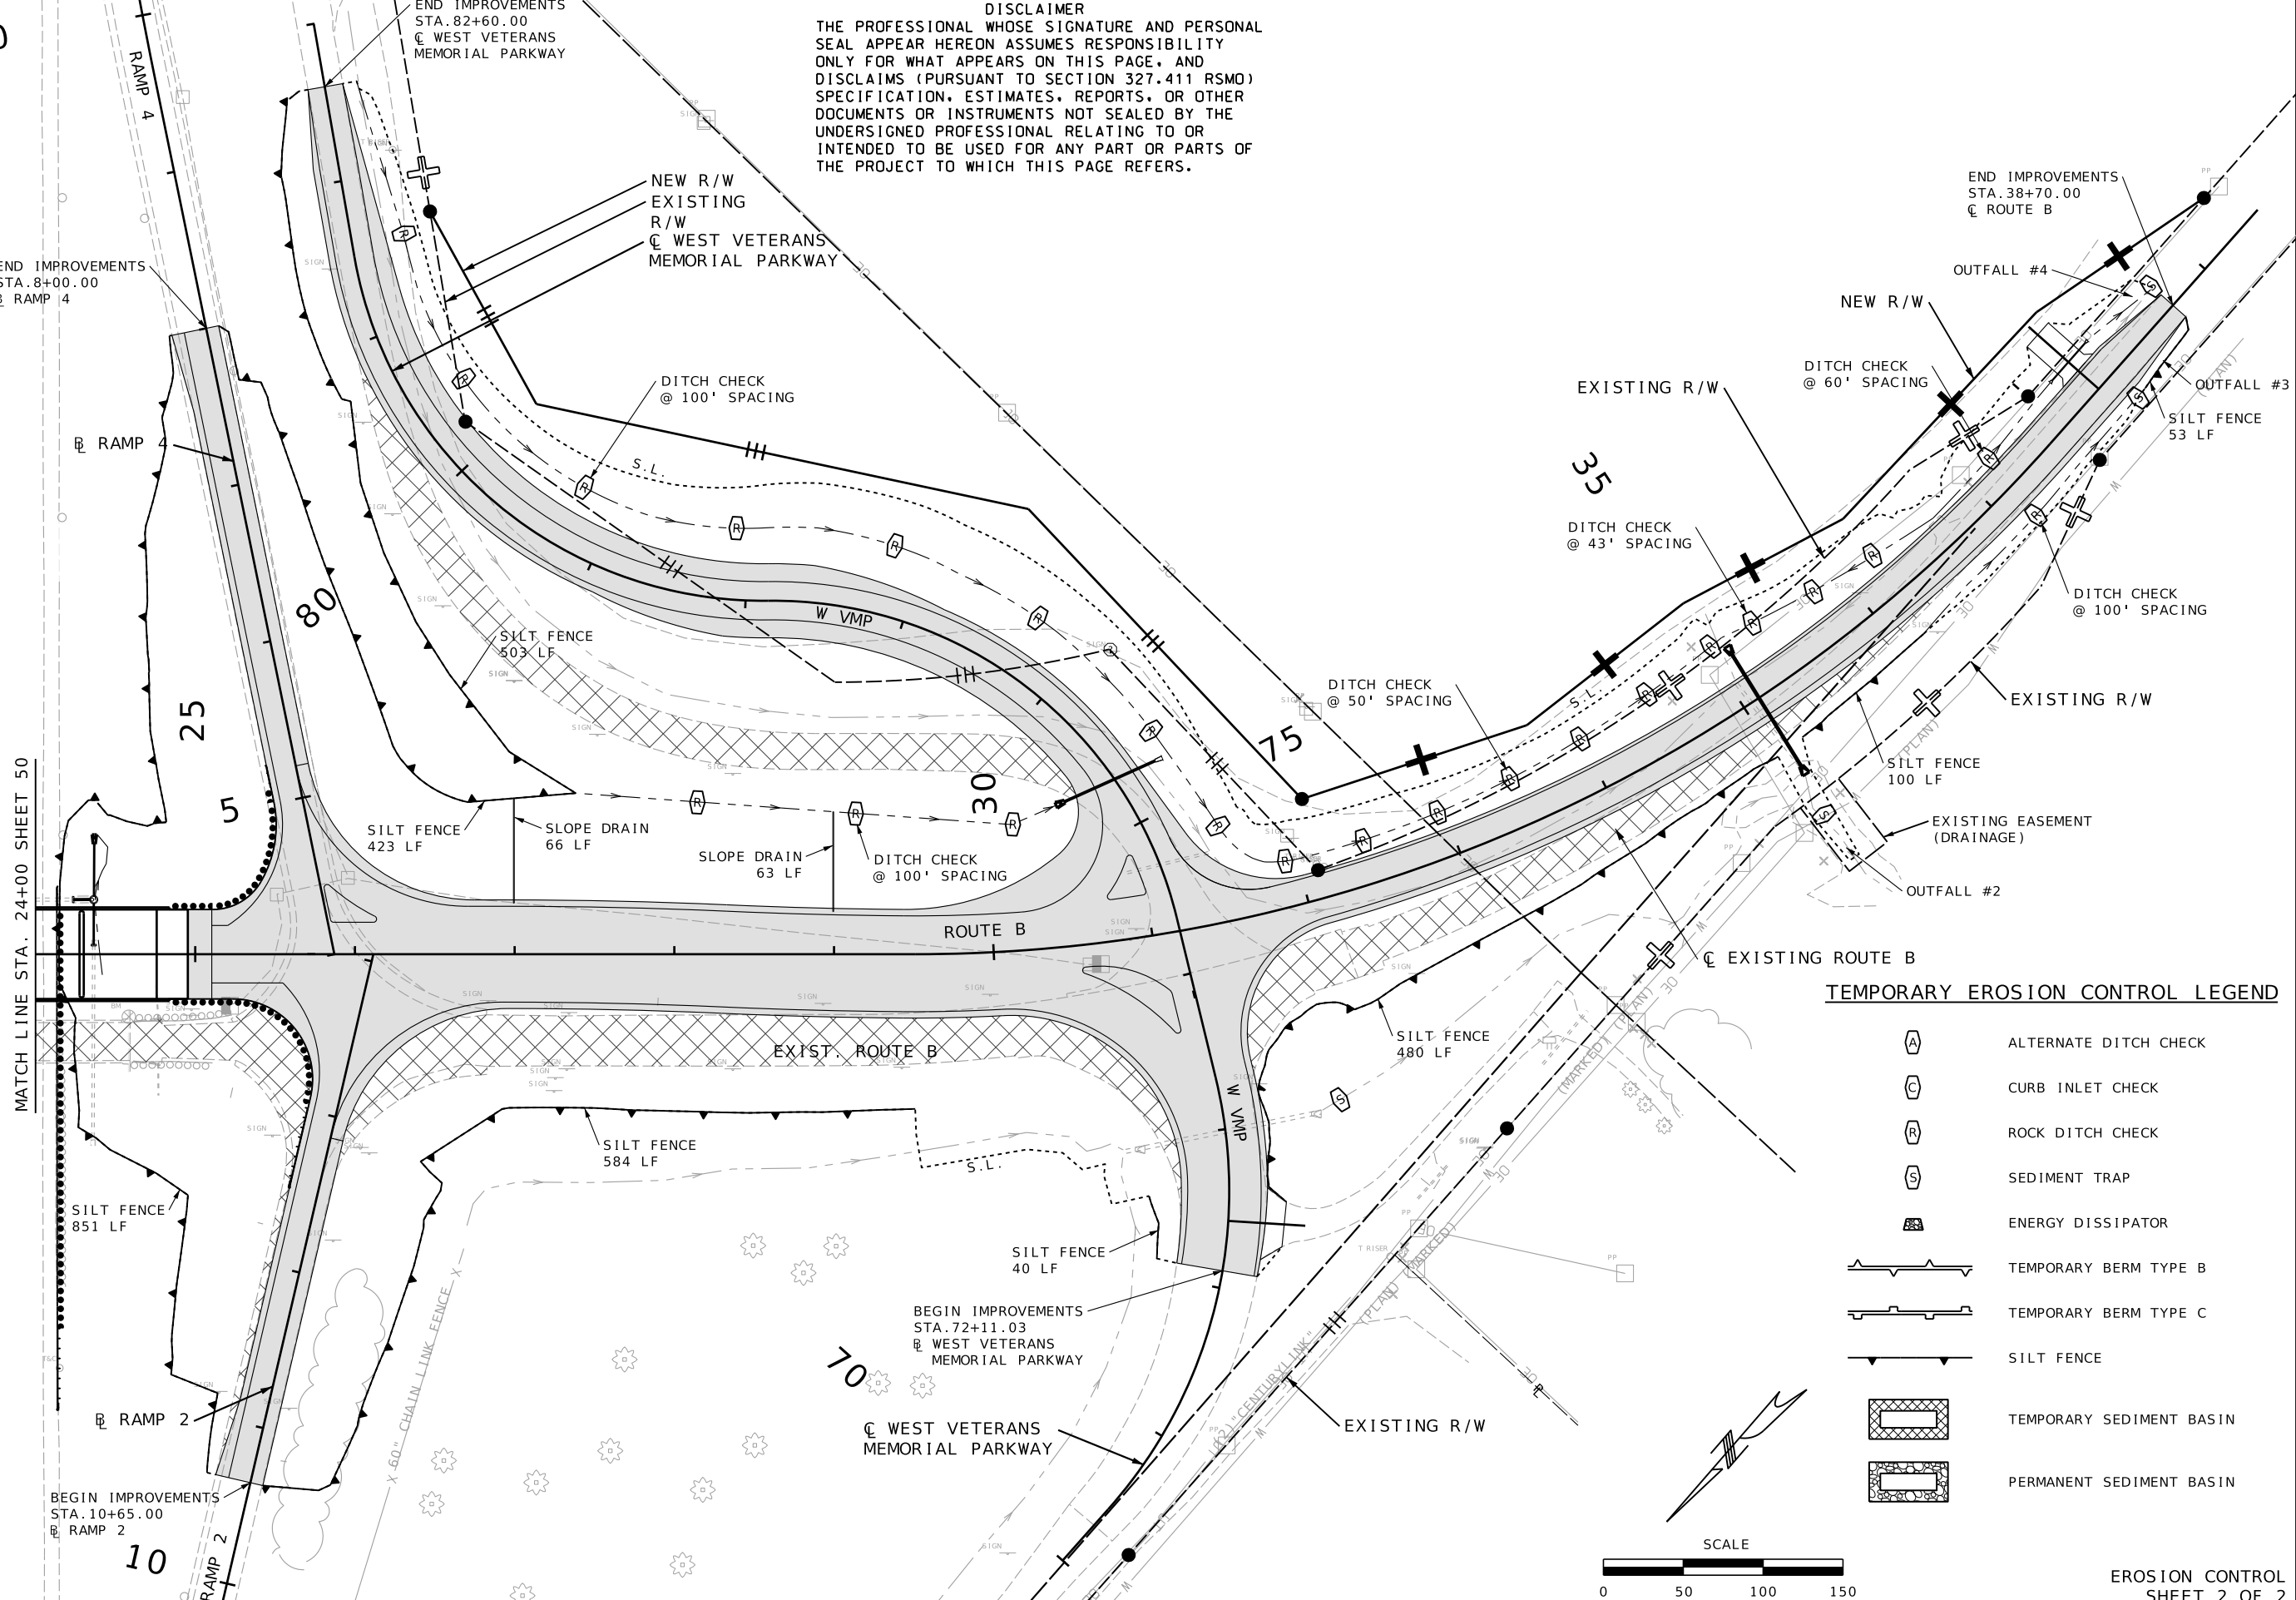 END IMPROVEMENTS
STA.82+60.00
℄ WEST VETERANS
MEMORIAL PARKWAY
DISCLAIMER
THE PROFESSIONAL WHOSE SIGNATURE AND PERSONAL
SEAL APPEAR HEREON ASSUMES RESPONSIBILITY
ONLY FOR WHAT APPEARS ON THIS PAGE, AND
DISCLAIMS (PURSUANT TO SECTION 327.411 RSMO)
SPECIFICATION, ESTIMATES, REPORTS, OR OTHER
DOCUMENTS OR INSTRUMENTS NOT SEALED BY THE
UNDERSIGNED PROFESSIONAL RELATING TO OR
INTENDED TO BE USED FOR ANY PART OR PARTS OF
THE PROJECT TO WHICH THIS PAGE REFERS.
RAMP 4
NEW R/W
EXISTING
R/W
℄ WEST VETERANS
MEMORIAL PARKWAY
END IMPROVEMENTS
STA.38+70.00
℄ ROUTE B
OUTFALL #4
NEW R/W
END IMPROVEMENTS
STA.8+00.00
RAMP 4
DITCH CHECK
@ 60' SPACING
EXISTING R/W
OUTFALL #3
SILT FENCE
53 LF
DITCH CHECK
@ 100' SPACING
S.L.
RAMP 4
35
DITCH CHECK
@ 43' SPACING
DITCH CHECK
@ 100' SPACING
80
W VMP
SILT FENCE
503 LF
25
DITCH CHECK
@ 50' SPACING
S.L.
EXISTING R/W
75
(PLAN)
SILT FENCE
100 LF
30
5
MATCH LINE STA. 24+00 SHEET 50
SILT FENCE
423 LF
SLOPE DRAIN
66 LF
SLOPE DRAIN
63 LF
DITCH CHECK
@ 100' SPACING
EXISTING EASEMENT
(DRAINAGE)
OUTFALL #2
ROUTE B
℄ EXISTING ROUTE B
EXIST. ROUTE B
SILT FENCE
480 LF
(PLAN)
(MARKED)
W VMP
SILT FENCE
584 LF
S.L.
SILT FENCE
851 LF
SILT FENCE
40 LF
T RISER
BEGIN IMPROVEMENTS
STA.72+11.03
WEST VETERANS
MEMORIAL PARKWAY
70
X 60" CHAIN LINK FENCE X
RAMP 2
℄ WEST VETERANS
MEMORIAL PARKWAY
EXISTING R/W
"CENTURYLINK"
BEGIN IMPROVEMENTS
STA.10+65.00
RAMP 2
10
RAMP 2
TEMPORARY EROSION CONTROL LEGEND
A ALTERNATE DITCH CHECK
C CURB INLET CHECK
R ROCK DITCH CHECK
S SEDIMENT TRAP
ENERGY DISSIPATOR
TEMPORARY BERM TYPE B
TEMPORARY BERM TYPE C
SILT FENCE
TEMPORARY SEDIMENT BASIN
PERMANENT SEDIMENT BASIN
SCALE
0 50 100 150
EROSION CONTROL
SHEET 2 OF 2